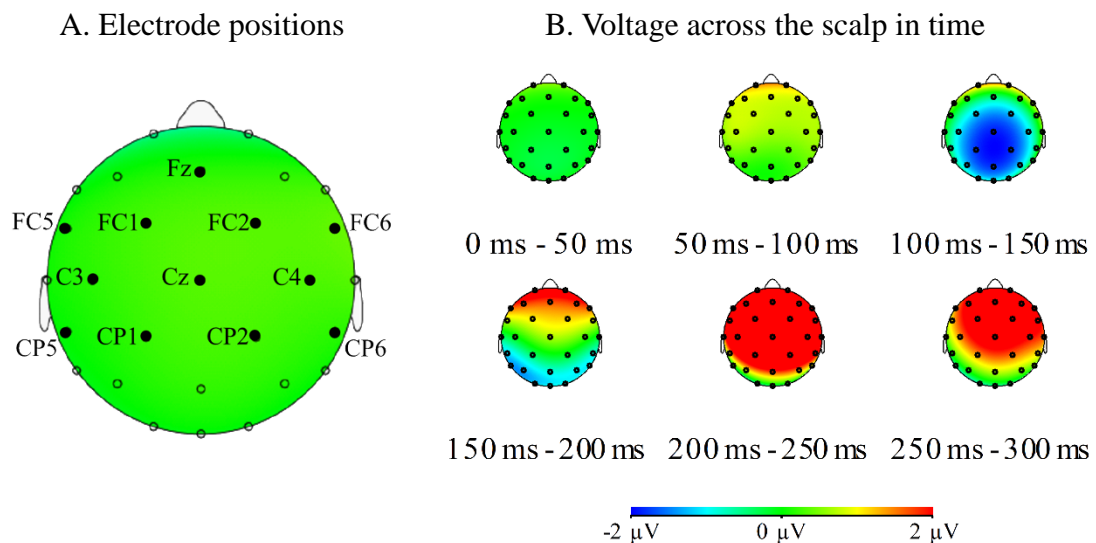 A. Electrode positions
B. Voltage across the scalp in time
Fz
FC5 FC1 FC2 FC6
C3 Cz C4
CP5 CP1 CP2 CP6
0 ms - 50 ms 50 ms - 100 ms 100 ms - 150 ms
150 ms - 200 ms 200 ms - 250 ms 250 ms - 300 ms
-2 µV 0 µV 2 µV